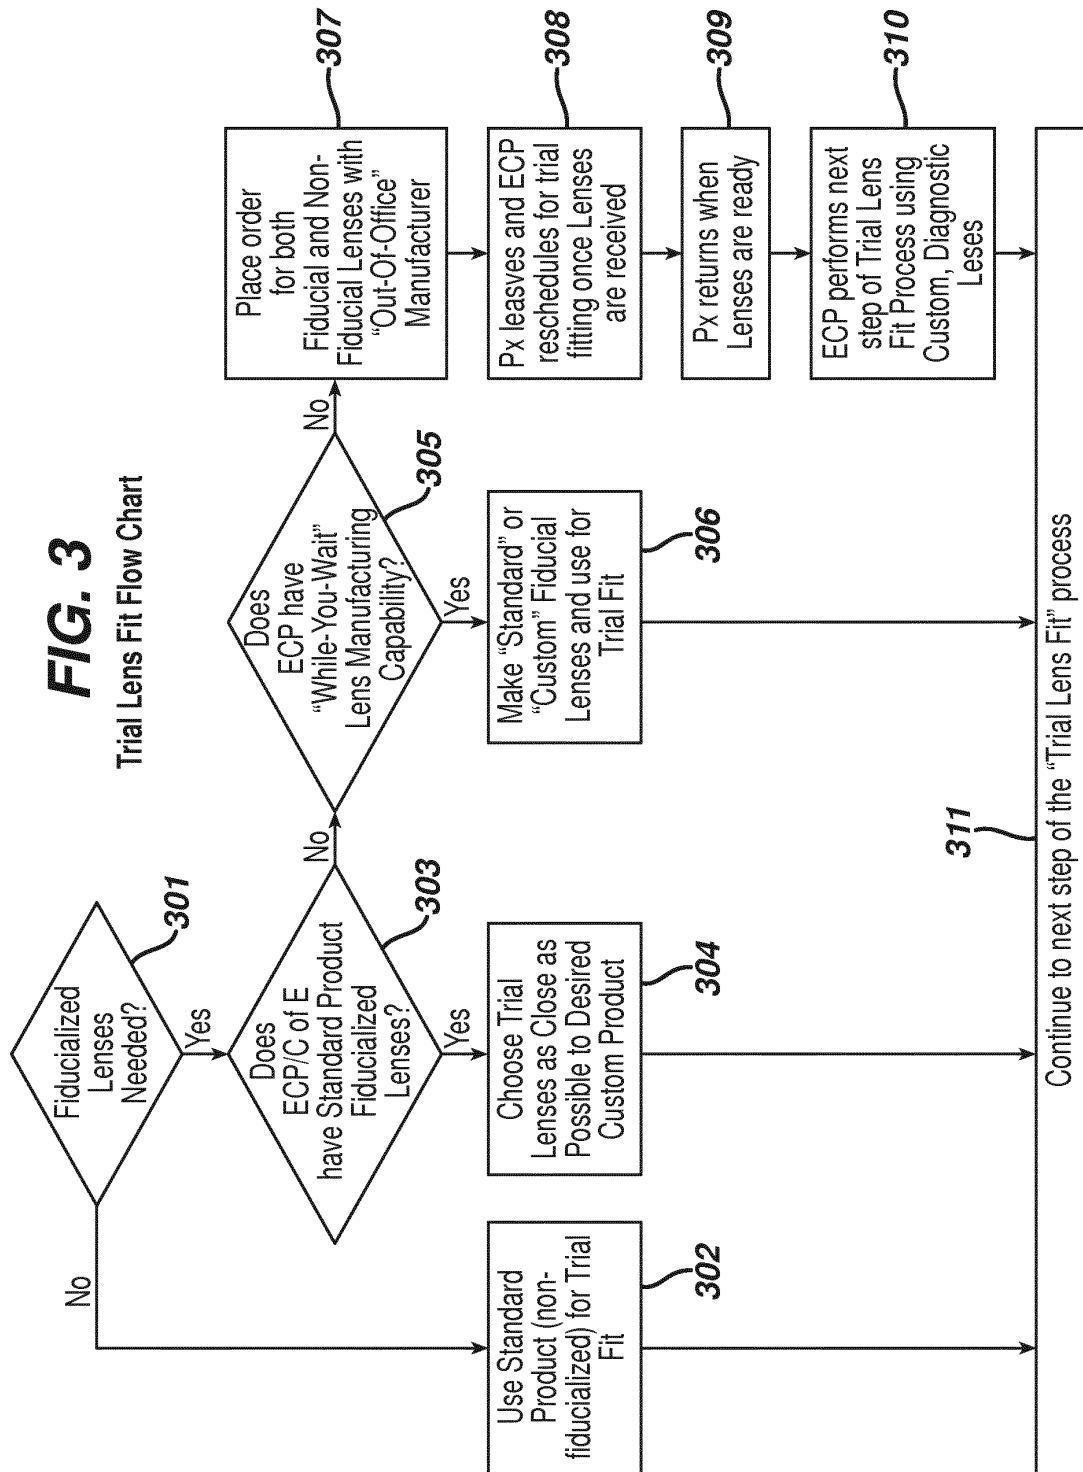 FIG. 3
Trial Lens Fit Flow Chart
Fiducialized
Lenses
Needed?
301
No
Yes
Use Standard
Product (non-
fiducialized) for Trial
Fit
302
Does
ECP/C of E
have Standard Product
Fiducialized
Lenses?
303
No
Yes
Choose Trial
Lenses as Close as
Possible to Desired
Custom Product
304
Does
ECP have
“While-You-Wait”
Lens Manufacturing
Capability?
305
No
Yes
Make “Standard” or
“Custom” Fiducial
Lenses and use for
Trial Fit
306
Place order
for both
Fiducial and Non-
Fiducial Lenses with
“Out-Of-Office”
Manufacturer
307
Px leasves and ECP
reschedules for trial
fitting once Lenses
are received
308
Px returns when
Lenses are ready
309
ECP performs next
step of Trial Lens
Fit Process using
Custom, Diagnostic
Leses
310
311
Continue to next step of the “Trial Lens Fit” process